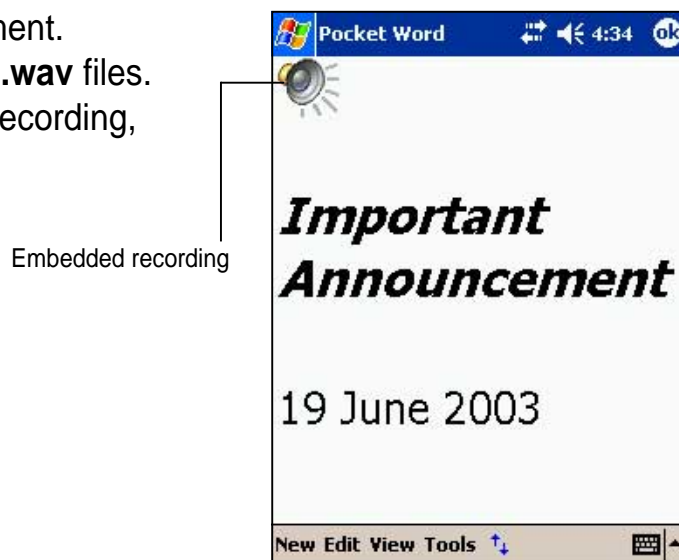 ment.
.wav files.
ecording,
Embedded recording
Pocket Word 4:34 ok
Important
Announcement
19 June 2003
New Edit View Tools